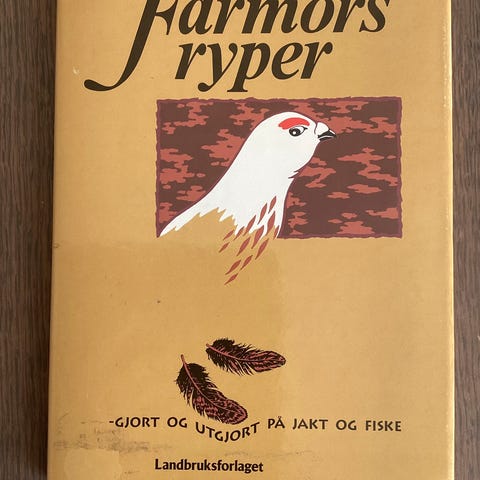 Farmors
ryper
-GJORT OG UTGJORT PÅ JAKT OG FISKE
Landbruksforlaget